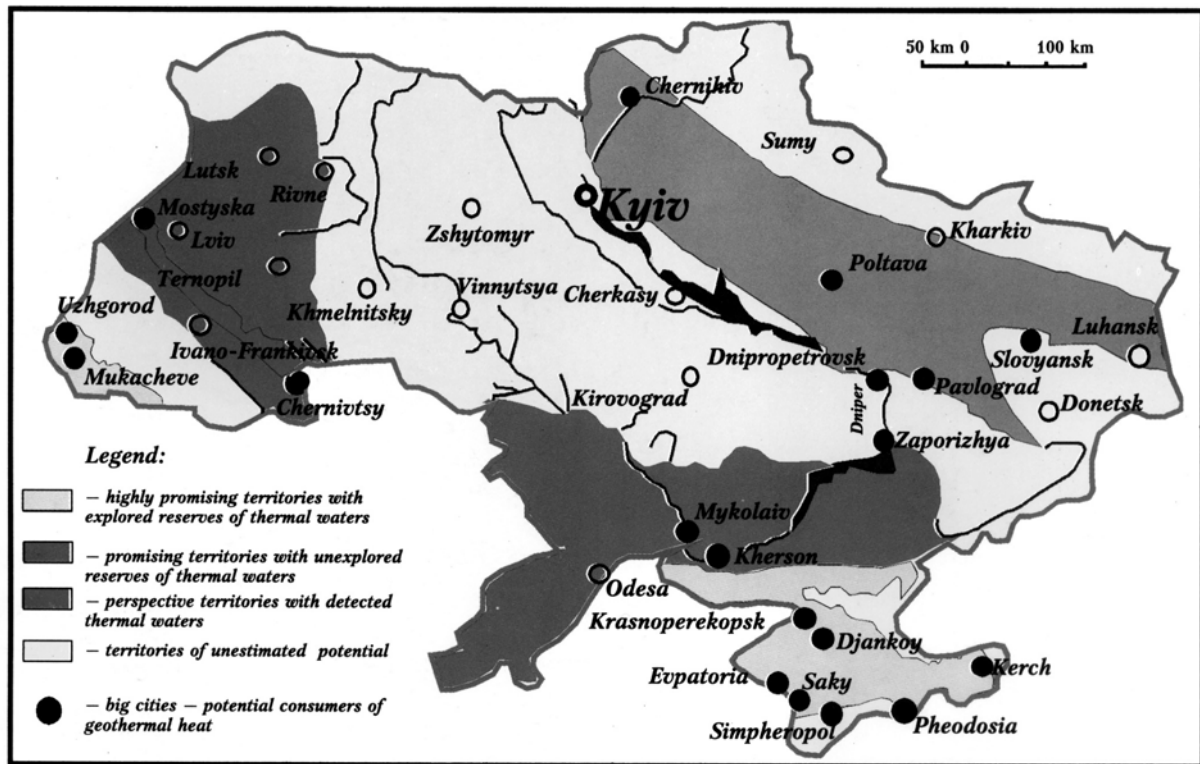 50 km 0 100 km
Chernihiv
Sumy
Lutsk
Rivne
Mostyska
Kyiv
Lviv
Zshytomyr
Kharkiv
Ternopil
Poltava
Uzhgorod
Khmelnitsky
Vinnytsya
Cherkasy
Luhansk
Ivano-Frankivsk
Dnipropetrovsk
Slovyansk
Mukacheve
Chernivtsy
Kirovograd
Dniper
Pavlograd
Donetsk
Zaporizhya
Legend:
– highly promising territories with
explored reserves of thermal waters
Mykolaiv
– promising territories with unexplored
reserves of thermal waters
Kherson
Odesa
– perspective territories with detected
thermal waters
Krasnoperekopsk
Djankoy
– territories of unestimated potential
Kerch
Evpatoria
Saky
– big cities – potential consumers of
geothermal heat
Simpheropol
Pheodosia